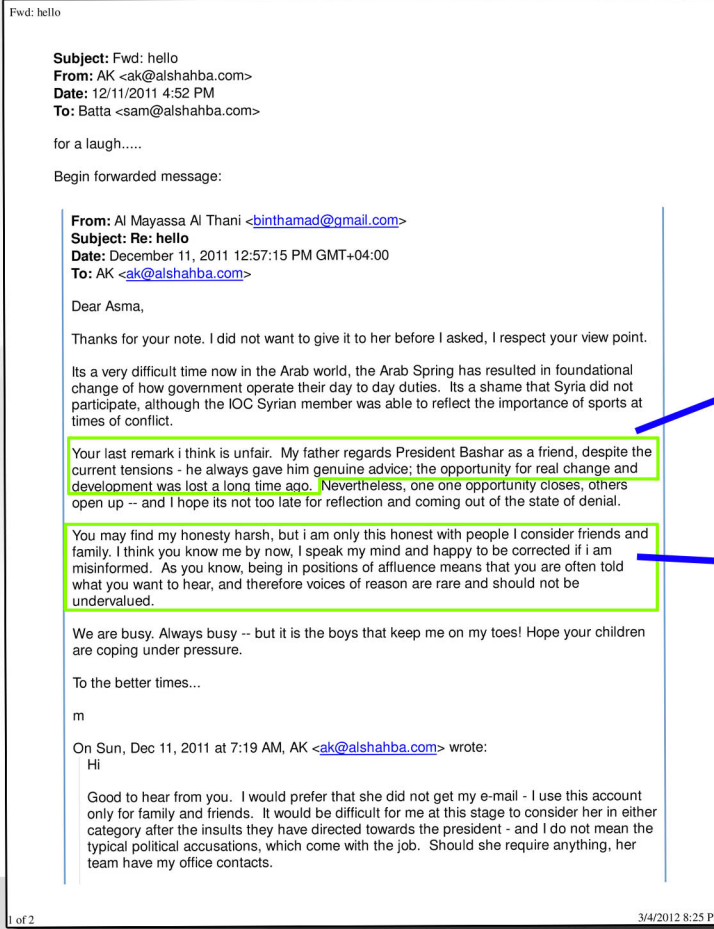 Fwd: hello
Subject: Fwd: hello
From: AK <ak@alshahba.com>
Date: 12/11/2011 4:52 PM
To: Batta <sam@alshahba.com>
for a laugh.....
Begin forwarded message:
From: Al Mayassa Al Thani <binthamad@gmail.com>
Subject: Re: hello
Date: December 11, 2011 12:57:15 PM GMT+04:00
To: AK <ak@alshahba.com>
Dear Asma,
Thanks for your note. I did not want to give it to her before I asked, I respect your view point.
Its a very difficult time now in the Arab world, the Arab Spring has resulted in foundational
change of how government operate their day to day duties.  Its a shame that Syria did not
participate, although the IOC Syrian member was able to reflect the importance of sports at
times of conflict.
Your last remark i think is unfair.  My father regards President Bashar as a friend, despite the
current tensions - he always gave him genuine advice; the opportunity for real change and
development was lost a long time ago.  Nevertheless, one one opportunity closes, others
open up -- and I hope its not too late for reflection and coming out of the state of denial.
You may find my honesty harsh, but i am only this honest with people I consider friends and
family. I think you know me by now, I speak my mind and happy to be corrected if i am
misinformed.  As you know, being in positions of affluence means that you are often told
what you want to hear, and therefore voices of reason are rare and should not be
undervalued.
We are busy. Always busy -- but it is the boys that keep me on my toes! Hope your children
are coping under pressure.
To the better times...
m
On Sun, Dec 11, 2011 at 7:19 AM, AK <ak@alshahba.com> wrote:
Hi
Good to hear from you.  I would prefer that she did not get my e-mail - I use this account
only for family and friends.  It would be difficult for me at this stage to consider her in either
category after the insults they have directed towards the president - and I do not mean the
typical political accusations, which come with the job.  Should she require anything, her
team have my office contacts.
1 of 2
3/4/2012 8:25 P